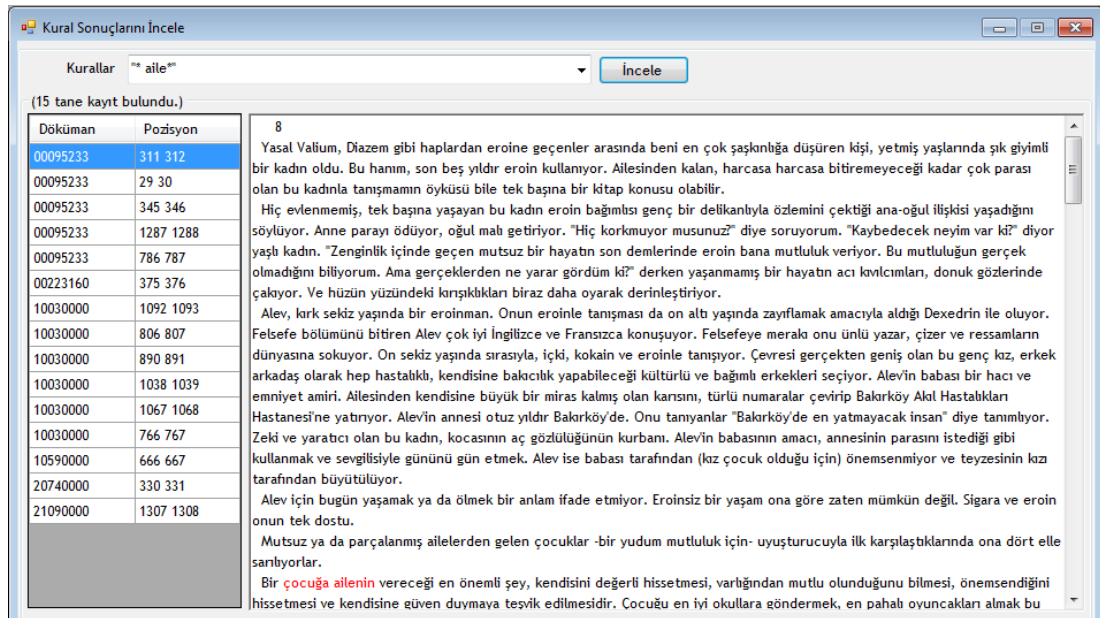 Kural Sonuçlarını İncele
Kurallar "* aile*" İncele
(15 tane kayıt bulundu.)
Döküman Pozisyon
00095233 311 312
00095233 29 30
00095233 345 346
00095233 1287 1288
00095233 786 787
00223160 375 376
10030000 1092 1093
10030000 806 807
10030000 890 891
10030000 1038 1039
10030000 1067 1068
10030000 766 767
10590000 666 667
20740000 330 331
21090000 1307 1308
8
Yasal Valium, Diazem gibi haplardan eroine geçenler arasında beni en çok şaşkınlığa düşüren kişi, yetmiş yaşlarında şık giyimli
bir kadın oldu. Bu hanım, son beş yıldır eroin kullanıyor. Ailesinden kalan, harcasa harcasa bitiremeyeceği kadar çok parası
olan bu kadınla tanışmamın öyküsü bile tek başına bir kitap konusu olabilir.
Hiç evlenmemiş, tek başına yaşayan bu kadın eroin bağımlısı genç bir delikanlıyla özlemini çektiği ana-oğul ilişkisi yaşadığını
söylüyor. Anne parayı ödüyor, oğul malı getiriyor. "Hiç korkmuyor musunuz?" diye soruyorum. "Kaybedecek neyim var ki?" diyor
yaşlı kadın. "Zenginlik içinde geçen mutsuz bir hayatın son demlerinde eroin bana mutluluk veriyor. Bu mutluluğun gerçek
olmadığını biliyorum. Ama gerçeklerden ne yarar gördüm ki?" derken yaşanmamış bir hayatın acı kıvılcımları, donuk gözlerinde
çakıyor. Ve hüzün yüzündeki kırışıklıkları biraz daha oyarak derinleştiriyor.
Alev, kırk sekiz yaşında bir eroinman. Onun eroinle tanışması da on altı yaşında zayıflamak amacıyla aldığı Dexedrin ile oluyor.
Felsefe bölümünü bitiren Alev çok iyi İngilizce ve Fransızca konuşuyor. Felsefeye merakı onu ünlü yazar, çizer ve ressamların
dünyasına sokuyor. On sekiz yaşında sırasıyla, içki, kokain ve eroinle tanışıyor. Çevresi gerçekten geniş olan bu genç kız, erkek
arkadaş olarak hep hastalıklı, kendisine bakıcılık yapabileceği kültürlü ve bağımlı erkekleri seçiyor. Alev'in babası bir hacı ve
emniyet amiri. Ailesinden kendisine büyük bir miras kalmış olan karısını, türlü numaralar çevirip Bakırköy Akıl Hastalıkları
Hastanesi'ne yatırıyor. Alev'in annesi otuz yıldır Bakırköy'de. Onu tanıyanlar "Bakırköy'de en yatmayacak insan" diye tanımlıyor.
Zeki ve yaratıcı olan bu kadın, kocasının aç gözlülüğünün kurbanı. Alev'in babasının amacı, annesinin parasını istediği gibi
kullanmak ve sevgilisiyle gününü gün etmek. Alev ise babası tarafından (kız çocuk olduğu için) önemsenmiyor ve teyzesinin kızı
tarafından büyütülüyor.
Alev için bugün yaşamak ya da ölmek bir anlam ifade etmiyor. Eroinsiz bir yaşam ona göre zaten mümkün değil. Sigara ve eroin
onun tek dostu.
Mutsuz ya da parçalanmış ailelerden gelen çocuklar -bir yudum mutluluk için- uyuşturucuyla ilk karşılaştıklarında ona dört elle
sarılıyorlar.
Bir çocuğa ailenin vereceği en önemli şey, kendisini değerli hissetmesi, varlığından mutlu olunduğunu bilmesi, önemsendiğini
hissetmesi ve kendisine güven duymaya teşvik edilmesidir. Çocuğu en iyi okullara göndermek, en pahalı oyuncakları almak bu